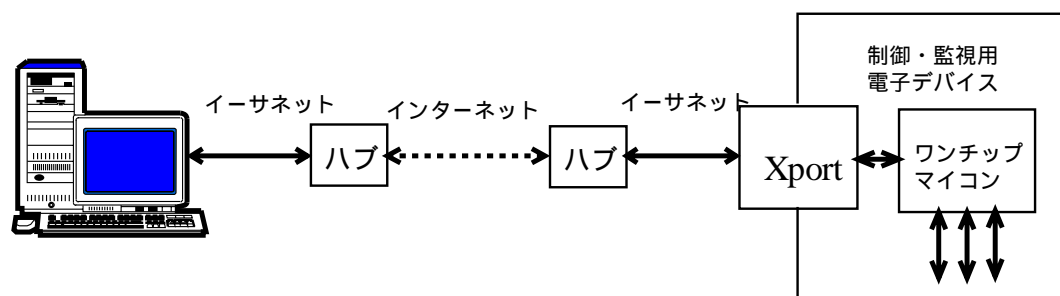 制御・監視用
電子デバイス
イーサネット
インターネット
イーサネット
ハブ
ハブ
Xport
ワンチップ
マイコン